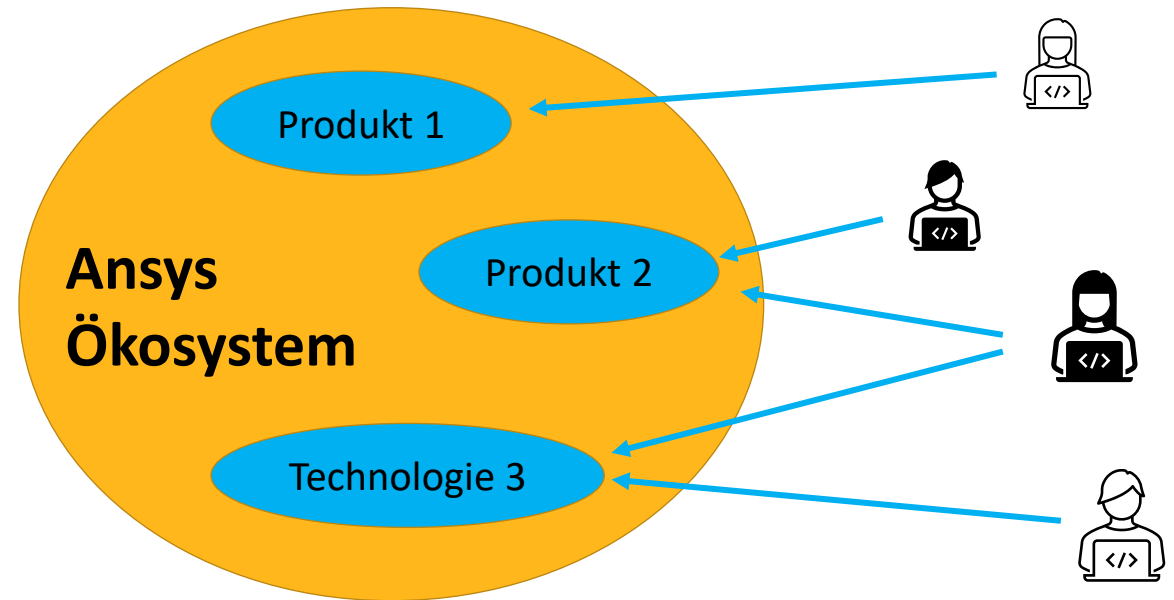 Produkt 1
Produkt 2
Ansys
Ökosystem
Technologie 3
</>
</>
</>
</>